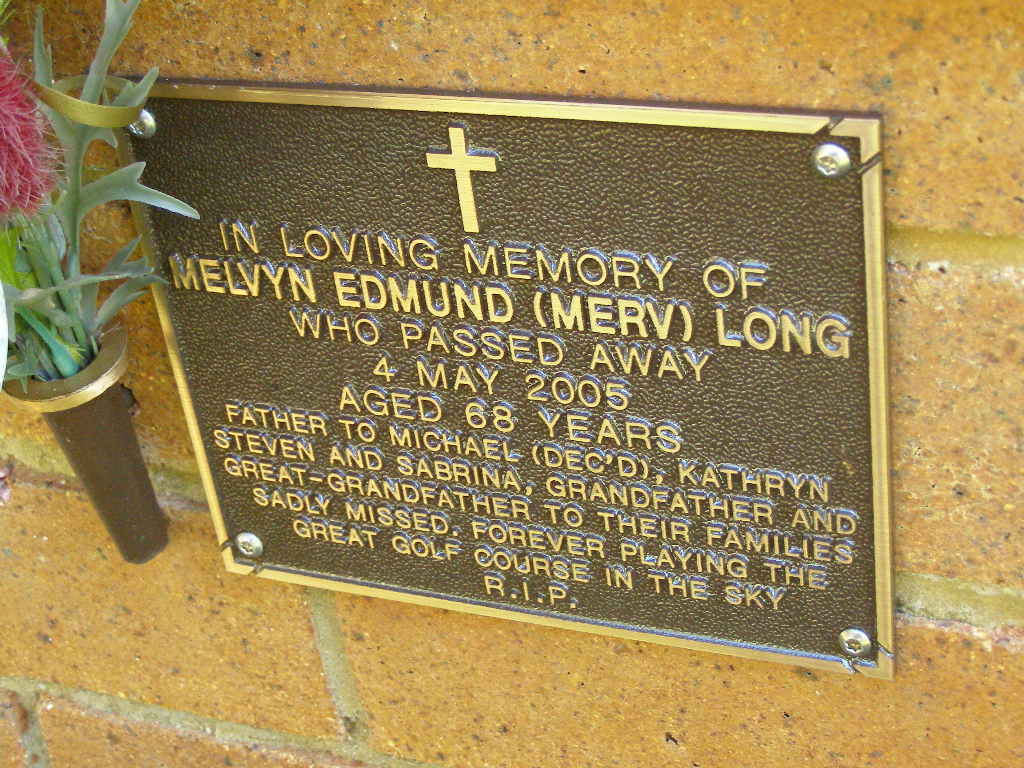 IN LOVING MEMORY OF
MELVYN EDMUND (MERV) LONG
WHO PASSED AWAY
4 MAY 2005
AGED 68 YEARS
FATHER TO MICHAEL (DEC'D), KATHRYN
STEVEN AND SABRINA, GRANDFATHER AND
GREAT-GRANDFATHER TO THEIR FAMILIES
SADLY MISSED. FOREVER PLAYING THE
GREAT GOLF COURSE IN THE SKY
R.I.P.